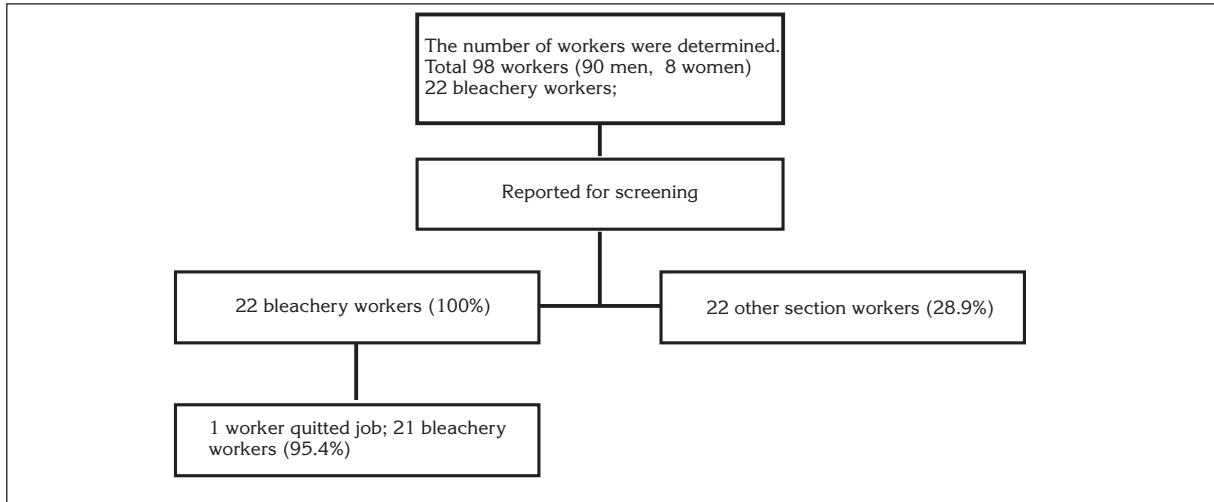 The number of workers were determined.
Total 98 workers (90 men, 8 women)
22 bleachery workers;
Reported for screening
22 bleachery workers (100%)
22 other section workers (28.9%)
1 worker quitted job; 21 bleachery
workers (95.4%)